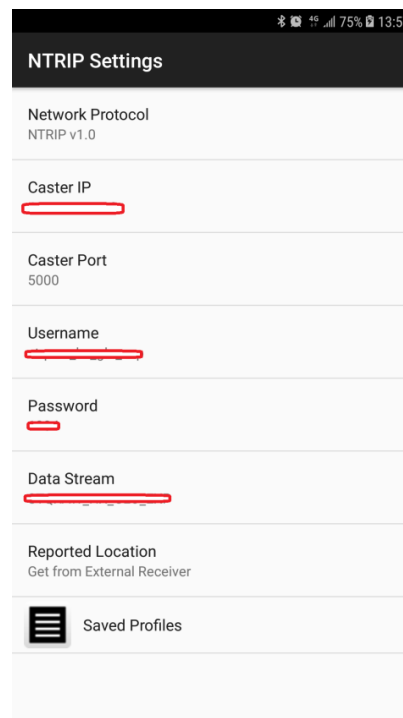 4G 75% 13:5
NTRIP Settings
Network Protocol
NTRIP v1.0
Caster IP
Caster Port
5000
Username
Password
Data Stream
Reported Location
Get from External Receiver
Saved Profiles